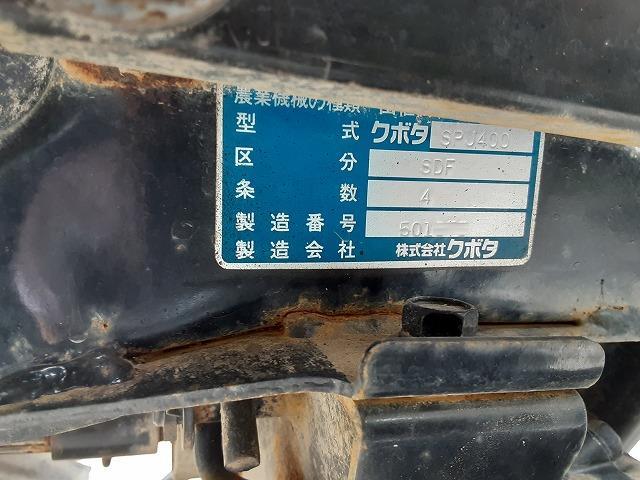 農業機械の種類
型式 クボタ SPJ400
区分 SDF
条数 4
製造番号 501
製造会社 株式会社クボタ